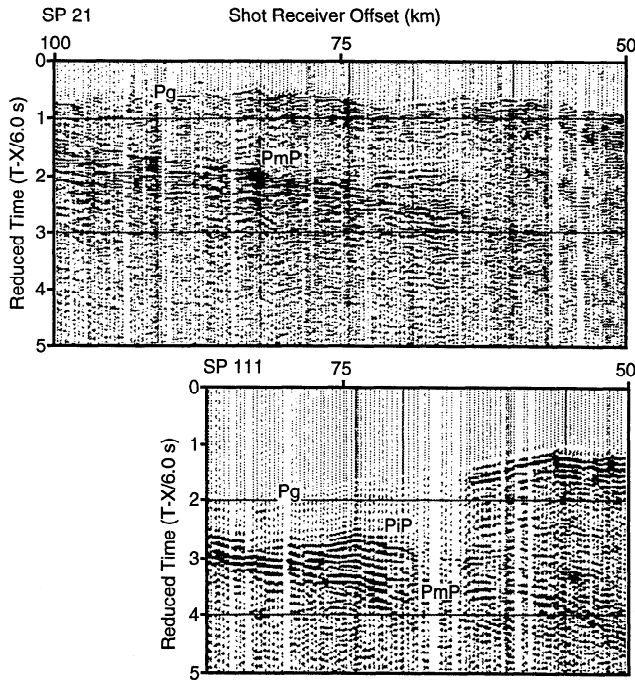 SP 21 Shot Receiver Offset (km)
100 75 50
0
Pg
1
PmP
2
3
4
5
Reduced Time (T-X/6.0 s)
SP 111 75 50
0
1
Pg
2
PiP
3
PmP
4
5
Reduced Time (T-X/6.0 s)